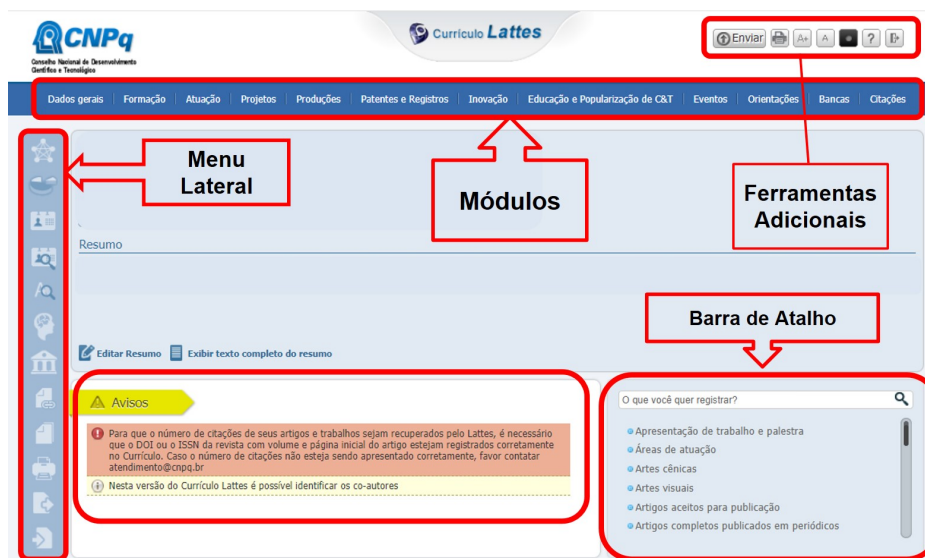 CNPq
Conselho Nacional de Desenvolvimento
Científico e Tecnológico
Currículo Lattes
Enviar A+ A ?
Dados gerais Formação Atuação Projetos Produções Patentes e Registros Inovação Educação e Popularização de C&T Eventos Orientações Bancas Citações
Menu
Lateral
Módulos
Ferramentas
Adicionais
Resumo
Barra de Atalho
Editar Resumo Exibir texto completo do resumo
Avisos
Para que o número de citações de seus artigos e trabalhos sejam recuperados pelo Lattes, é necessário
que o DOI ou o ISSN da revista com volume e página inicial do artigo estejam registrados corretamente
no Currículo. Caso o número de citações não esteja sendo apresentado corretamente, favor contatar
atendimento@cnpq.br
Nesta versão do Currículo Lattes é possível identificar os co-autores
O que você quer registrar?
Apresentação de trabalho e palestra
Áreas de atuação
Artes cênicas
Artes visuais
Artigos aceitos para publicação
Artigos completos publicados em periódicos